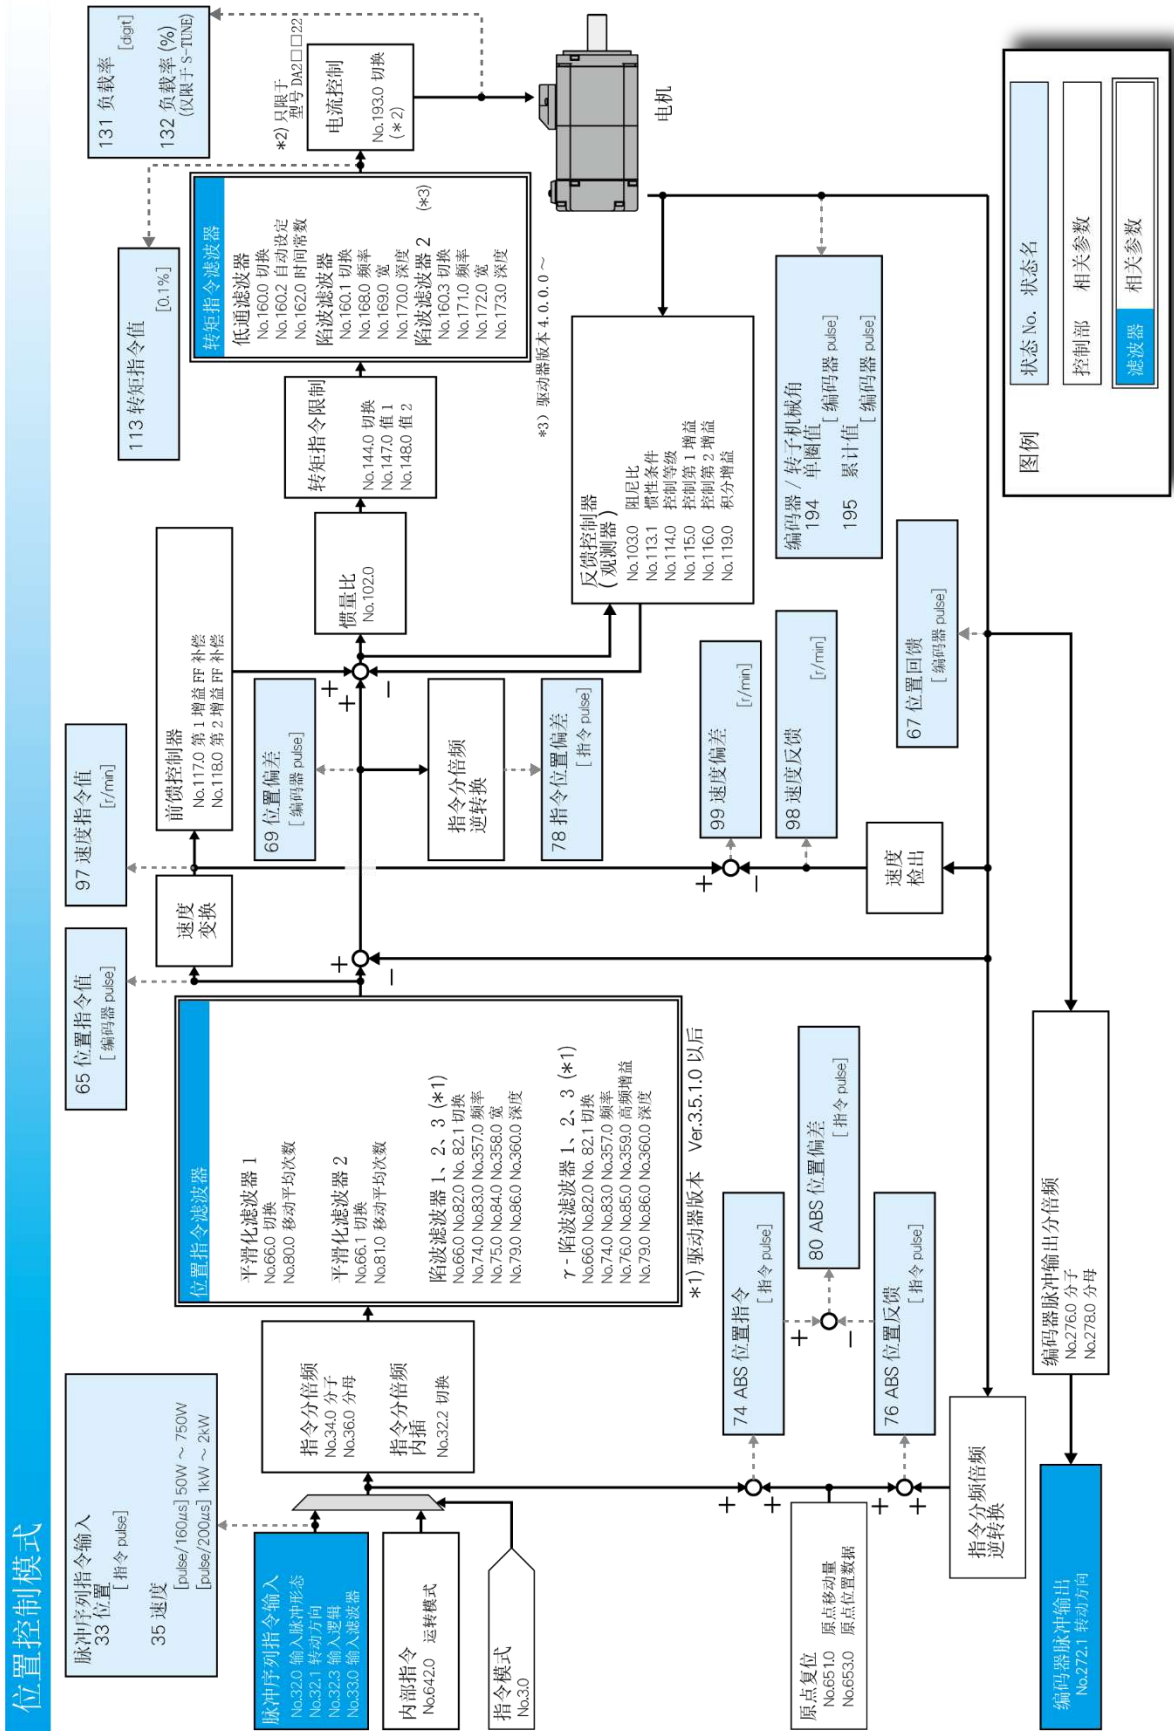 位置控制模式
脉冲序列指令输入
33 位置
[ 指令 pulse]
35 速度
[pulse/160μs] 50W ～ 750W
[pulse/200μs] 1kW ～ 2kW
脉冲序列指令输入
No.32.0 输入脉冲形态
No.32.1 转动方向
No.32.3 输入逻辑
No.33.0 输入滤波器
内部指令
No.642.0 运转模式
指令模式
No.3.0
指令分倍频
No.34.0 分子
No.36.0 分母
指令分倍频
内插
No.32.2 切换
位置指令滤波器
平滑化滤波器 1
No.66.0 切换
No.80.0 移动平均次数
平滑化滤波器 2
No.66.1 切换
No.81.0 移动平均次数
陷波滤波器 1、2、3 (*1)
No.66.0 No.82.0 No. 82.1 切换
No.74.0 No.83.0 No.357.0 频率
No.75.0 No.84.0 No.358.0 宽
No.79.0 No.86.0 No.360.0 深度
γ - 陷波滤波器 1、2、3 (*1)
No.66.0 No.82.0 No. 82.1 切换
No.74.0 No.83.0 No.357.0 频率
No.76.0 No.85.0 No.359.0 高频增益
No.79.0 No.86.0 No.360.0 深度
*1) 驱动器版本 Ver.3.5.1.0 以后
65 位置指令值
[ 编码器 pulse]
速度
变换
97 速度指令值
[r/min]
前馈控制器
No.117.0 第 1 增益 FF 补偿
No.118.0 第 2 增益 FF 补偿
+
−
69 位置偏差
[ 编码器 pulse]
指令分倍频
逆转换
78 指令位置偏差
[ 指令 pulse]
+
+
−
惯量比
No.102.0
转矩指令限制
No.144.0 切换
No.147.0 值 1
No.148.0 值 2
113 转矩指令值
[0.1%]
转矩指令滤波器
低通滤波器
No.160.0 切换
No.160.2 自动设定
No.162.0 时间常数
陷波滤波器
No.160.1 切换
No.168.0 频率
No.169.0 宽
No.170.0 深度
陷波滤波器 2 (*3)
No.160.3 切换
No.171.0 频率
No.172.0 宽
No.173.0 深度
*3) 驱动器版本 4.0.0.0 ～
131 负载率
[digit]
132 负载率 (%)
(仅限于 S-TUNE)
*2) 只限于
型号 DA2□□22
电流控制
No.193.0 切换
(＊2)
电机
反馈控制器
( 观测器 )
No.103.0 阻尼比
No.113.1 惯性条件
No.114.0 控制等级
No.115.0 控制第 1 增益
No.116.0 控制第 2 增益
No.119.0 积分增益
99 速度偏差
[r/min]
+
−
98 速度反馈
[r/min]
速度
检出
编码器 / 转子机械角
194 单圈值
[ 编码器 pulse]
195 累计值
[ 编码器 pulse]
67 位置回馈
[ 编码器 pulse]
74 ABS 位置指令
[ 指令 pulse]
+
−
80 ABS 位置偏差
[ 指令 pulse]
76 ABS 位置反馈
[ 指令 pulse]
+
+
+
+
原点复位
No.651.0 原点移动量
No.653.0 原点位置数据
指令分频倍频
逆转换
编码器脉冲输出分倍频
No.276.0 分子
No.278.0 分母
编码器脉冲输出
No.272.1 转动方向
图例
状态 No. 状态名
控制部 相关参数
滤波器 相关参数